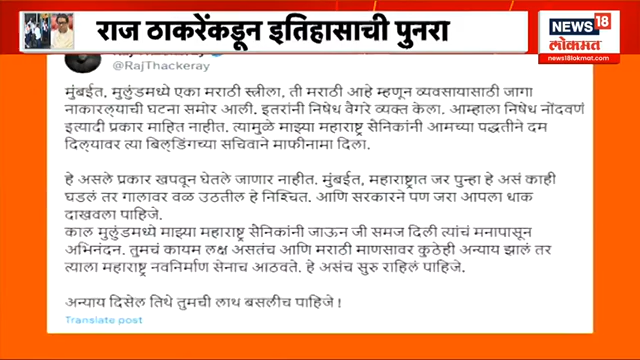 राज ठाकरेंकडून इतिहासाची पुनरा
NEWS 18
लोकमत
news18lokmat.com
@RajThackeray
मुंबईत, मुलुंडमध्ये एका मराठी स्त्रीला, ती मराठी आहे म्हणून व्यवसायासाठी जागा
नाकारल्याची घटना समोर आली. इतरांनी निषेध वैगरे व्यक्त केला. आम्हाला निषेध नोंदवणं
इत्यादी प्रकार माहित नाहीत. त्यामुळे माझ्या महाराष्ट्र सैनिकांनी आमच्या पद्धतीने दम
दिल्यावर त्या बिल्डिंगच्या सचिवाने माफीनामा दिला.
हे असले प्रकार खपवून घेतले जाणार नाहीत. मुंबईत, महाराष्ट्रात जर पुन्हा हे असं काही
घडलं तर गालावर वळ उठतील हे निश्चित. आणि सरकारने पण जरा आपला धाक
दाखवला पाहिजे.
काल मुलुंडमध्ये माझ्या महाराष्ट्र सैनिकांनी जाऊन जी समज दिली त्यांचं मनापासून
अभिनंदन. तुमचं कायम लक्ष असतंच आणि मराठी माणसावर कुठेही अन्याय झालं तर
त्याला महाराष्ट्र नवनिर्माण सेनाच आठवते. हे असंच सुरु राहिलं पाहिजे.
अन्याय दिसेल तिथे तुमची लाथ बसलीच पाहिजे !
Translate post